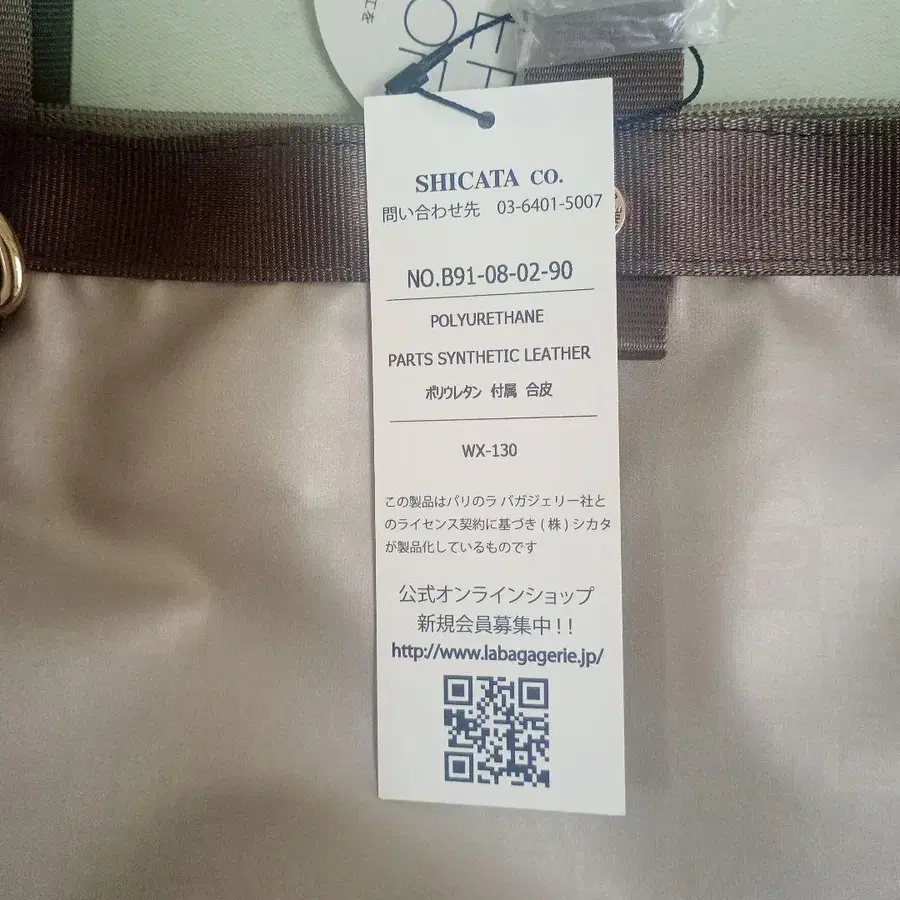 SHICATA CO.
問い合わせ先　03-6401-5007
NO.B91-08-02-90
POLYURETHANE
PARTS SYNTHETIC LEATHER
ポリウレタン 付属 合皮
WX-130
この製品はパリのラ バガジェリー社と
のライセンス契約に基づき (株) シカタ
が製品化しているものです
公式オンラインショップ
新規会員募集中!!
http://www.labagagerie.jp/